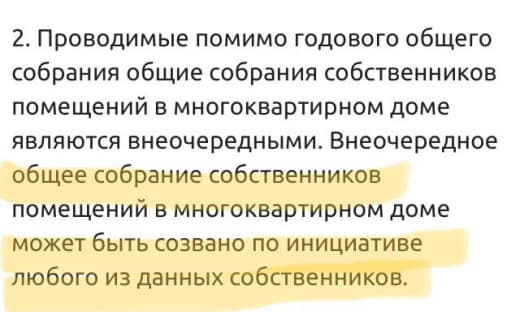 2. Проводимые помимо годового общего
собрания общие собрания собственников
помещений в многоквартирном доме
являются внеочередными. Внеочередное
общее собрание собственников
помещений в многоквартирном доме
может быть созвано по инициативе
любого из данных собственников.